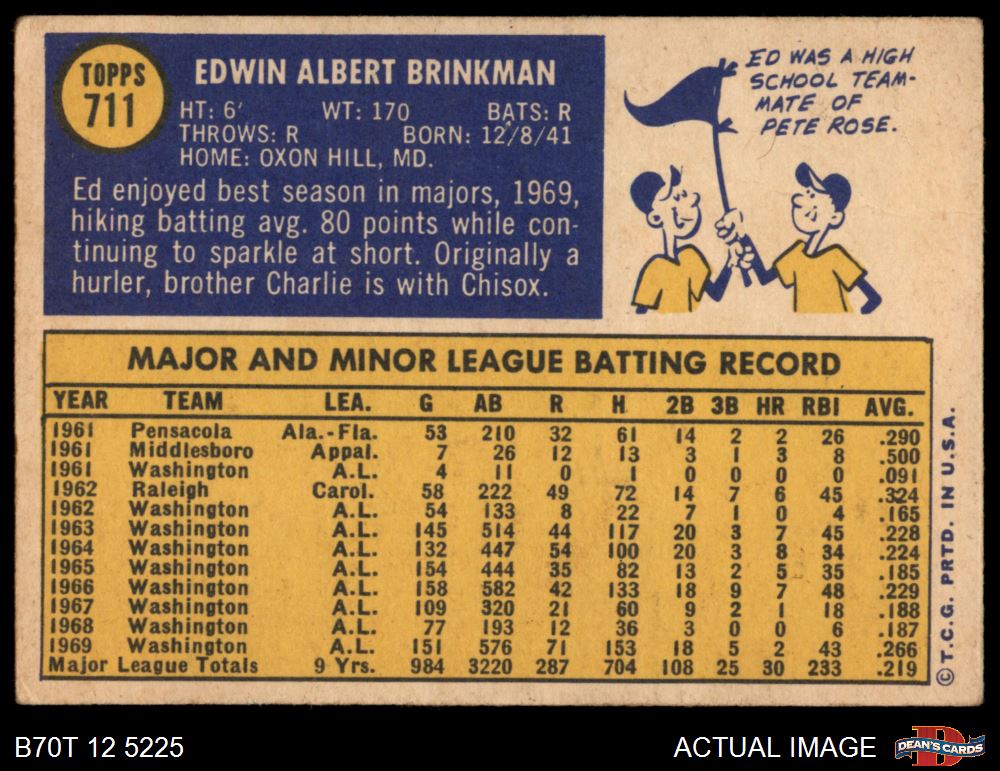 TOPPS
711
EDWIN ALBERT BRINKMAN
HT: 6' WT: 170 BATS: R
THROWS: R BORN: 12/8/41
HOME: OXON HILL, MD.
Ed enjoyed best season in majors, 1969,
hiking batting avg. 80 points while con-
tinuing to sparkle at short. Originally a
hurler, brother Charlie is with Chisox.
ED WAS A HIGH
SCHOOL TEAM-
MATE OF
PETE ROSE.
MAJOR AND MINOR LEAGUE BATTING RECORD
YEAR TEAM LEA. G AB R H 2B 3B HR RBI AVG.
1961 Pensacola Ala.-Fla. 53 210 32 61 14 2 2 26 .290
1961 Middlesboro Appal. 7 26 12 13 3 1 3 8 .500
1961 Washington A.L. 4 11 0 1 0 0 0 0 .091
1962 Raleigh Carol. 58 222 49 72 14 7 6 45 .324
1962 Washington A.L. 54 133 8 22 7 1 0 4 .165
1963 Washington A.L. 145 514 44 117 20 3 7 45 .228
1964 Washington A.L. 132 447 54 100 20 3 8 34 .224
1965 Washington A.L. 154 444 35 82 13 2 5 35 .185
1966 Washington A.L. 158 582 42 133 18 9 7 48 .229
1967 Washington A.L. 109 320 21 60 9 2 1 18 .188
1968 Washington A.L. 77 193 12 36 3 0 0 6 .187
1969 Washington A.L. 151 576 71 153 18 5 2 43 .266
Major League Totals 9 Yrs. 984 3220 287 704 108 25 30 233 .219
© T.C.G. PRTD. IN U.S.A.
B70T 12 5225
ACTUAL IMAGE
D
DEAN'S CARDS